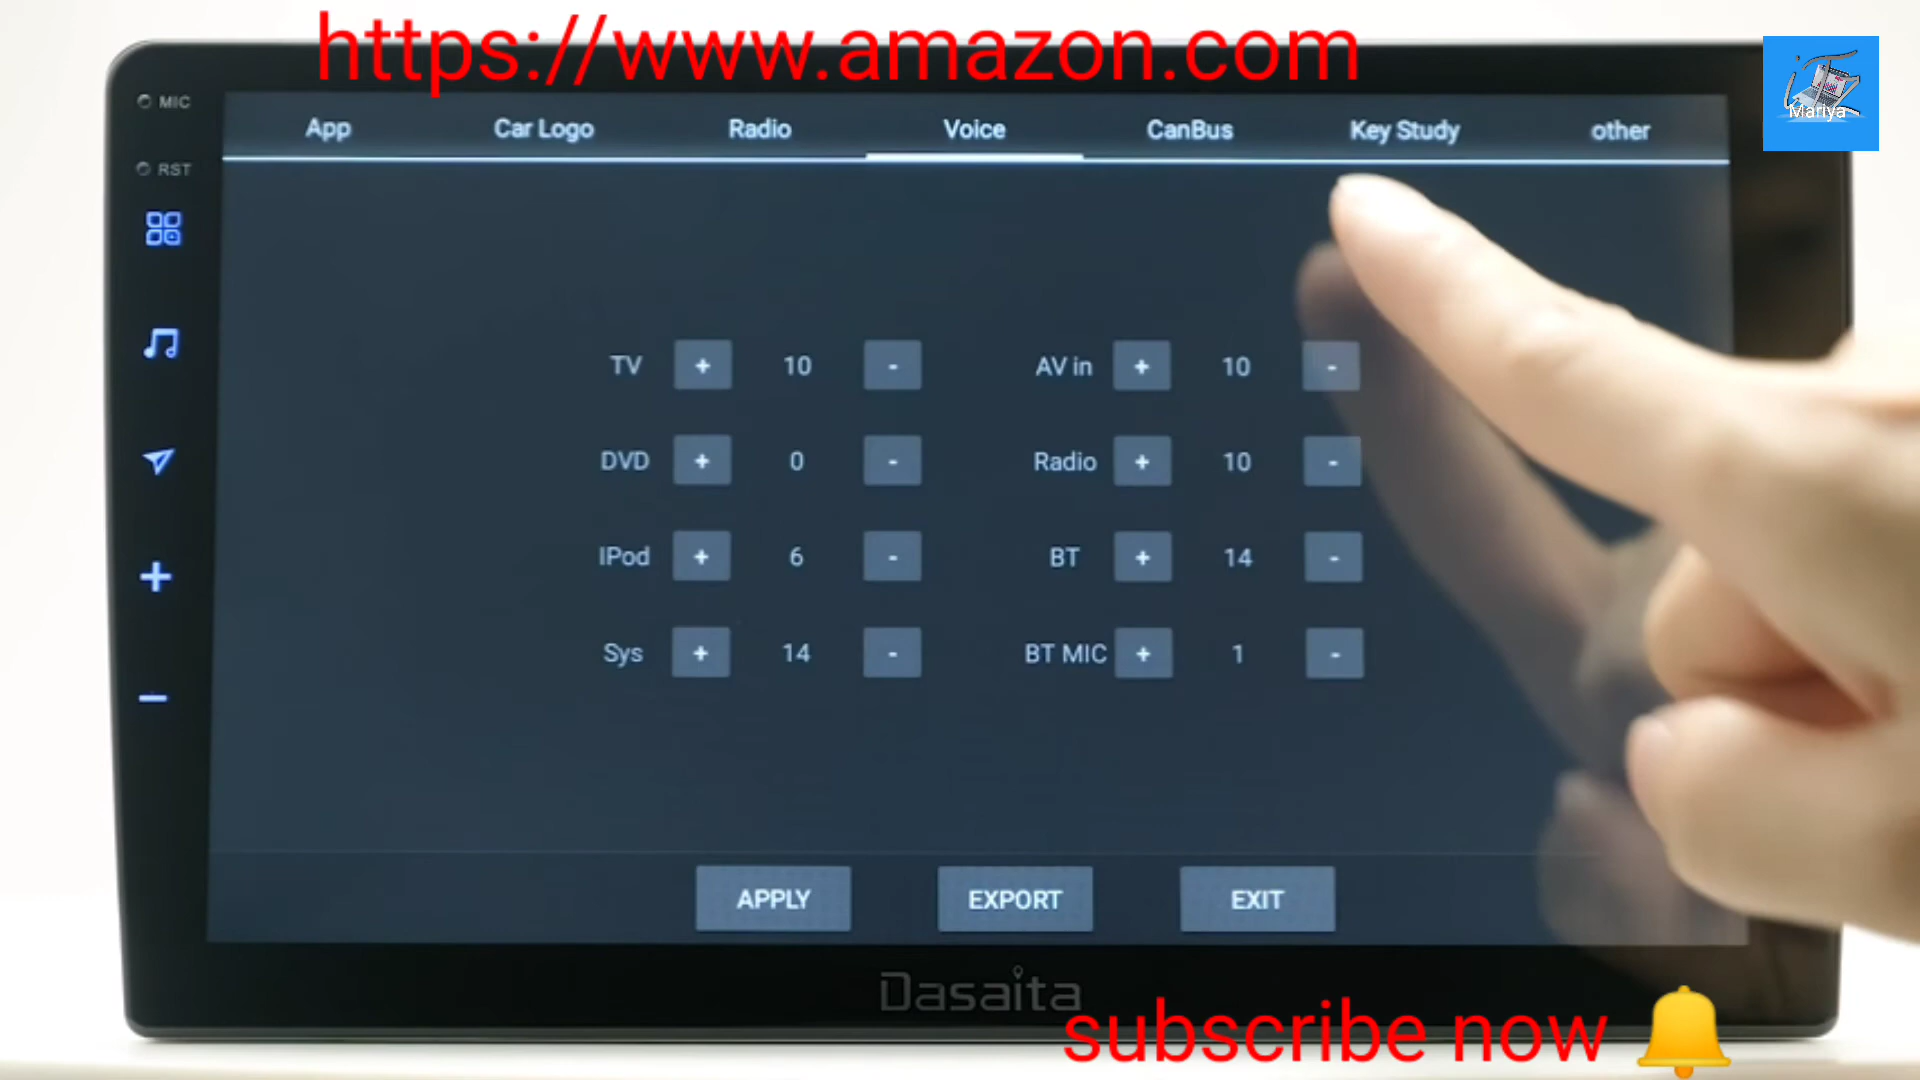 https://www.amazon.com
Mariya
MIC
RST
App Car Logo Radio Voice CanBus Key Study other
TV + 10 - AV in + 10 -
DVD + 0 - Radio + 10 -
IPod + 6 - BT + 14 -
Sys + 14 - BT MIC + 1 -
APPLY EXPORT EXIT
Dasaita
subscribe now